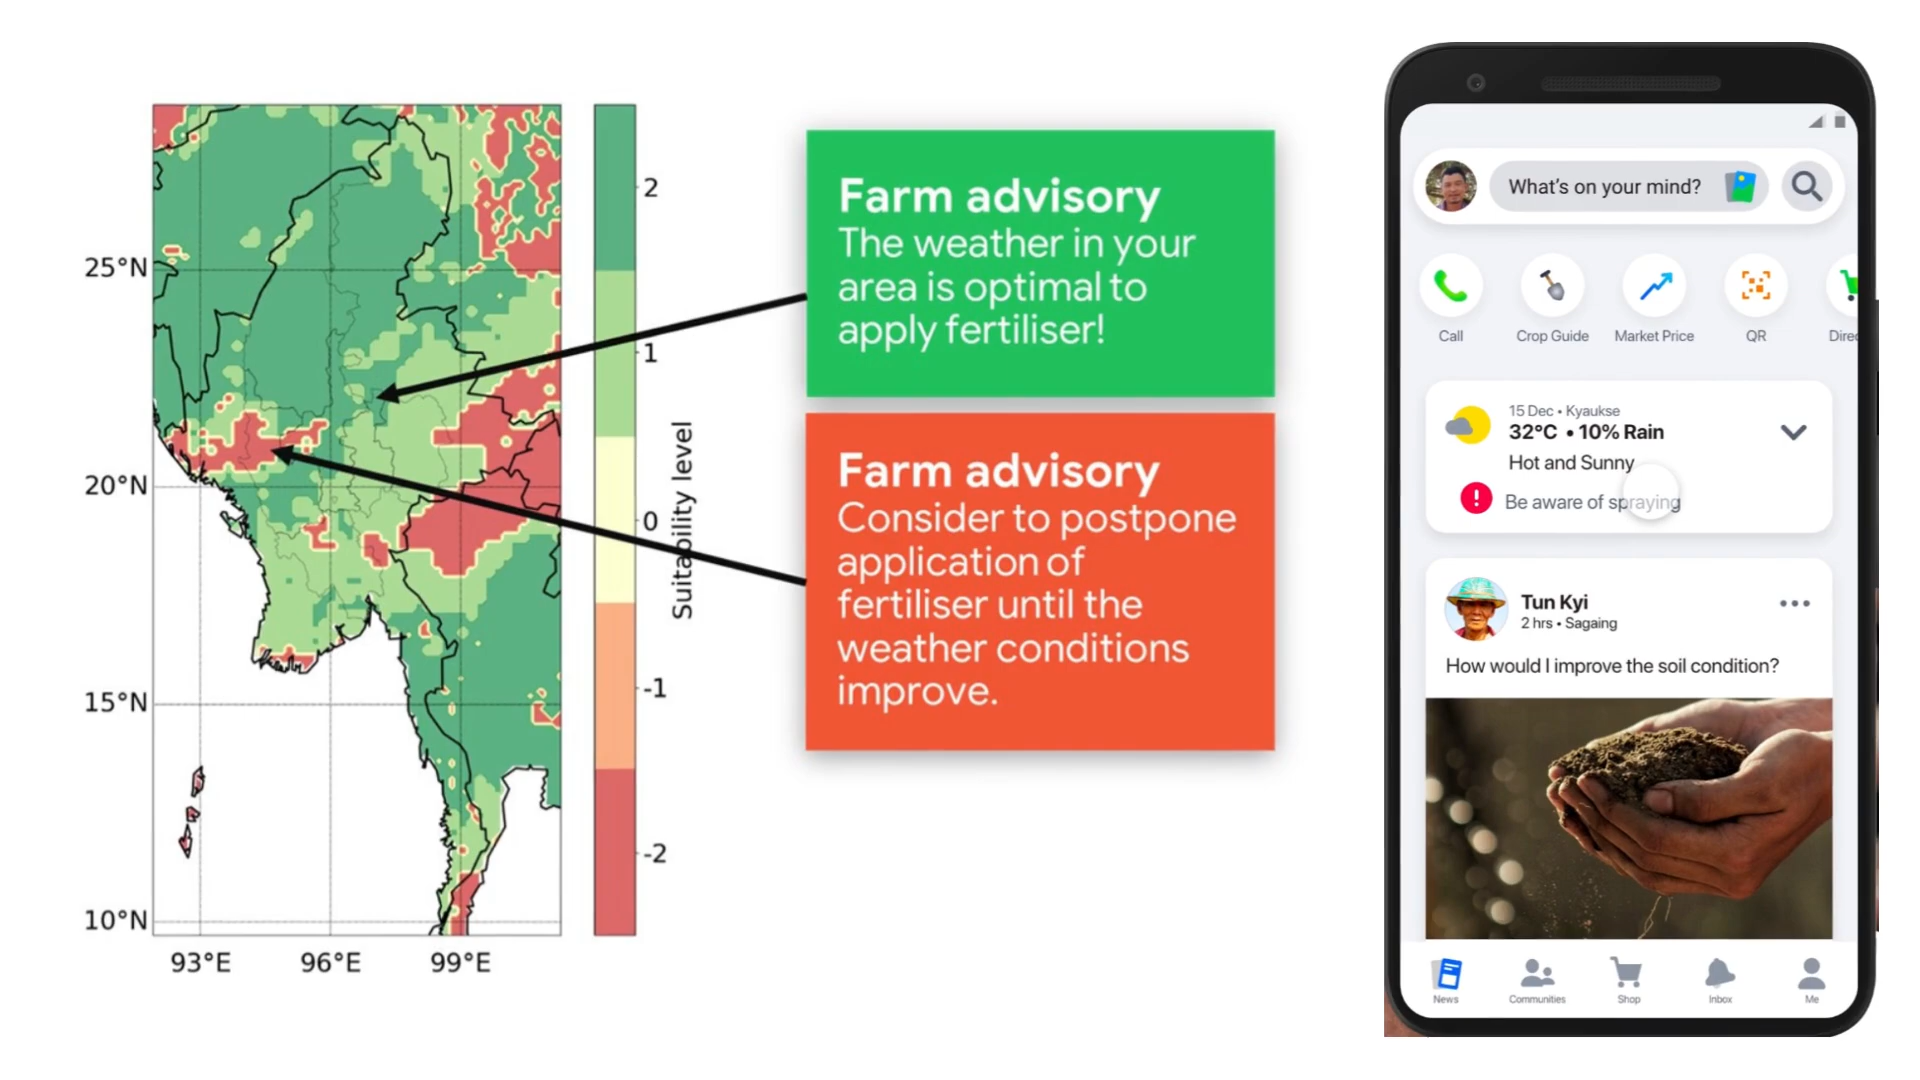 25°N
20°N
15°N
10°N
93°E 96°E 99°E
2
1
0
-1
-2
Suitability level
Farm advisory
The weather in your
area is optimal to
apply fertiliser!
Farm advisory
Consider to postpone
application of
fertiliser until the
weather conditions
improve.
What's on your mind?
Call Crop Guide Market Price QR Direc
15 Dec • Kyaukse
32°C • 10% Rain
Hot and Sunny
Be aware of spraying
Tun Kyi
2 hrs • Sagaing
How would I improve the soil condition?
News Communities Shop Inbox Me